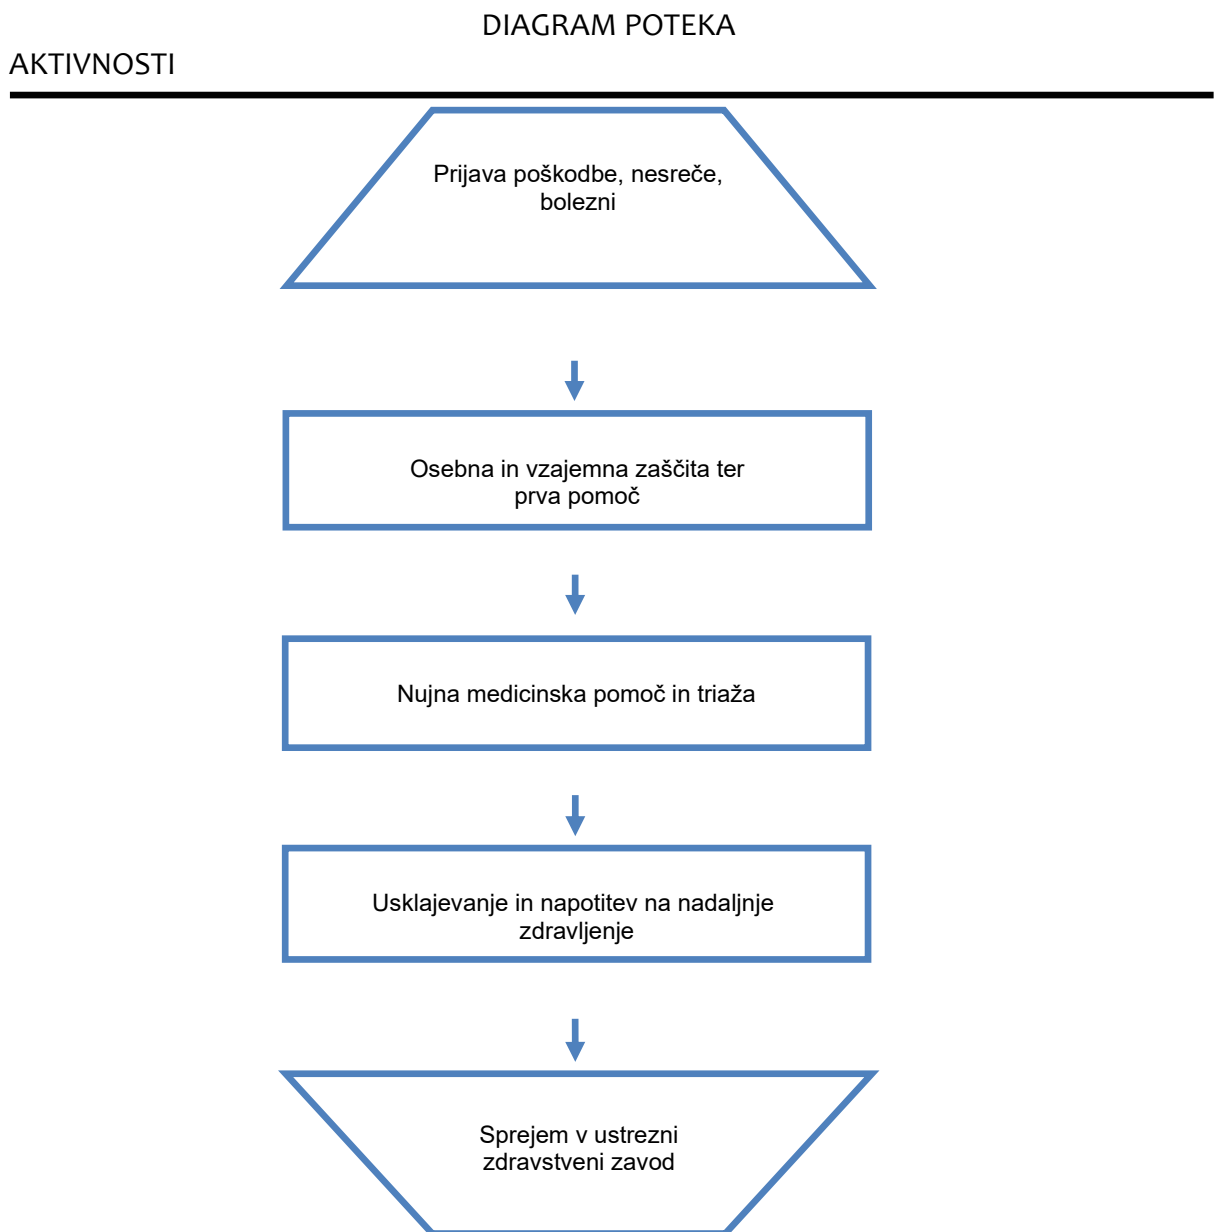 DIAGRAM POTEKA
AKTIVNOSTI
Prijava poškodbe, nesreče,
bolezni
Osebna in vzajemna zaščita ter
prva pomoč
Nujna medicinska pomoč in triaža
Usklajevanje in napotitev na nadaljnje
zdravljenje
Sprejem v ustrezni
zdravstveni zavod